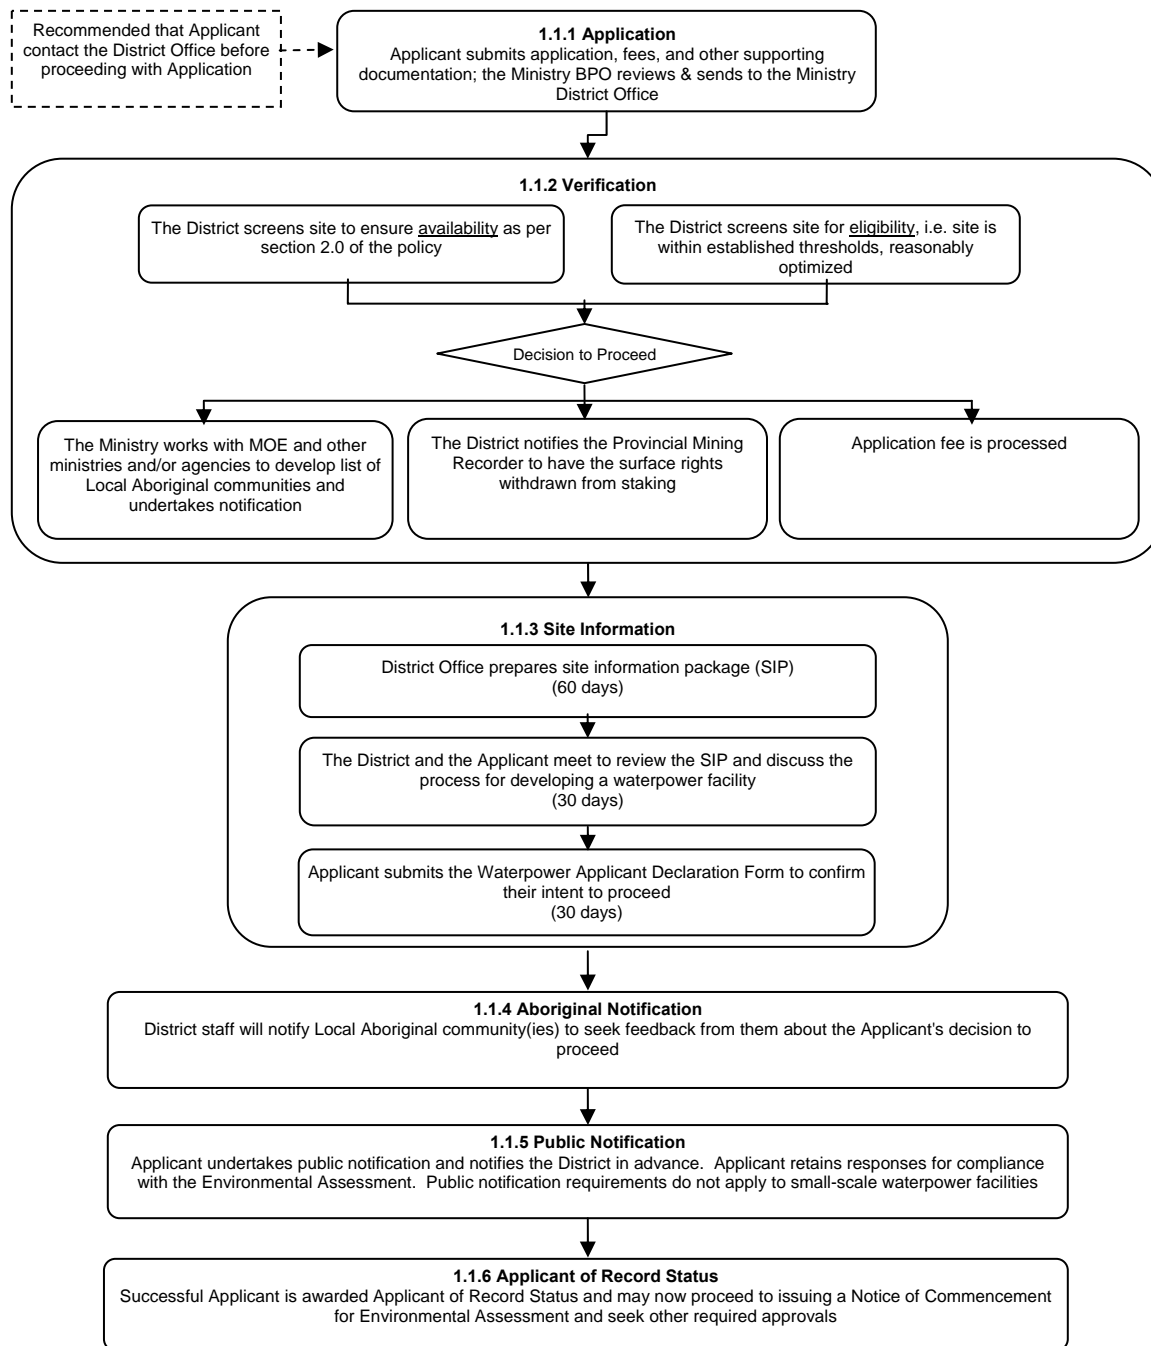 Recommended that Applicant
contact the District Office before
proceeding with Application
1.1.1 Application
Applicant submits application, fees, and other supporting
documentation; the Ministry BPO reviews & sends to the Ministry
District Office
1.1.2 Verification
The District screens site to ensure availability as per
section 2.0 of the policy
The District screens site for eligibility, i.e. site is
within established thresholds, reasonably
optimized
Decision to Proceed
The Ministry works with MOE and other
ministries and/or agencies to develop list of
Local Aboriginal communities and
undertakes notification
The District notifies the Provincial Mining
Recorder to have the surface rights
withdrawn from staking
Application fee is processed
1.1.3 Site Information
District Office prepares site information package (SIP)
(60 days)
The District and the Applicant meet to review the SIP and discuss the
process for developing a waterpower facility
(30 days)
Applicant submits the Waterpower Applicant Declaration Form to confirm
their intent to proceed
(30 days)
1.1.4 Aboriginal Notification
District staff will notify Local Aboriginal community(ies) to seek feedback from them about the Applicant's decision to
proceed
1.1.5 Public Notification
Applicant undertakes public notification and notifies the District in advance.  Applicant retains responses for compliance
with the Environmental Assessment.  Public notification requirements do not apply to small-scale waterpower facilities
1.1.6 Applicant of Record Status
Successful Applicant is awarded Applicant of Record Status and may now proceed to issuing a Notice of Commencement
for Environmental Assessment and seek other required approvals